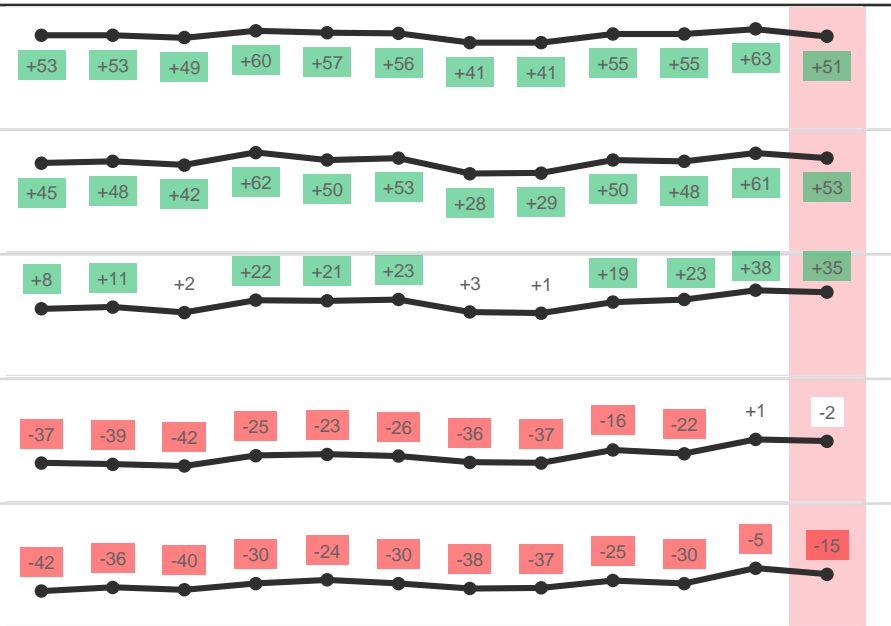 +53 +53 +49 +60 +57 +56 +41 +41 +55 +55 +63 +51
+45 +48 +42 +62 +50 +53 +28 +29 +50 +48 +61 +53
+8 +11 +2 +22 +21 +23 +3 +1 +19 +23 +38 +35
-37 -39 -42 -25 -23 -26 -36 -37 -16 -22 +1 -2
-42 -36 -40 -30 -24 -30 -38 -37 -25 -30 -5 -15